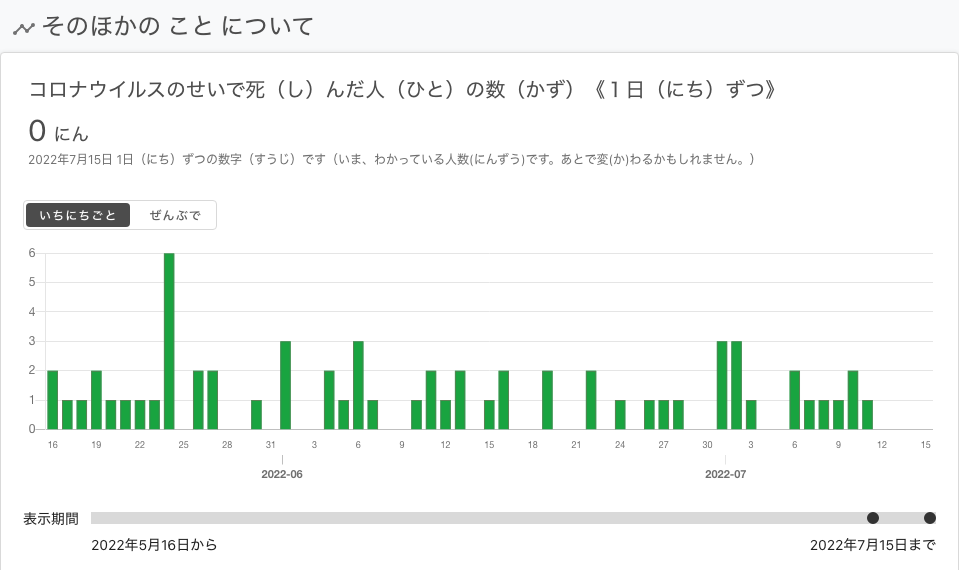 そのほかの こと について
コロナウイルスのせいで死（し）んだ人（ひと）の数（かず）《１日（にち）ずつ》
0 にん
2022年7月15日 1日（にち）ずつの数字（すうじ）です（いま、わかっている人数(にんずう)です。あとで変(か)わるかもしれません。）
いちにちごと ぜんぶで
6
5
4
3
2
1
0
16 19 22 25 28 31 3 6 9 12 15 18 21 24 27 30 3 6 9 12 15
2022-06 2022-07
表示期間
2022年5月16日から 2022年7月15日まで